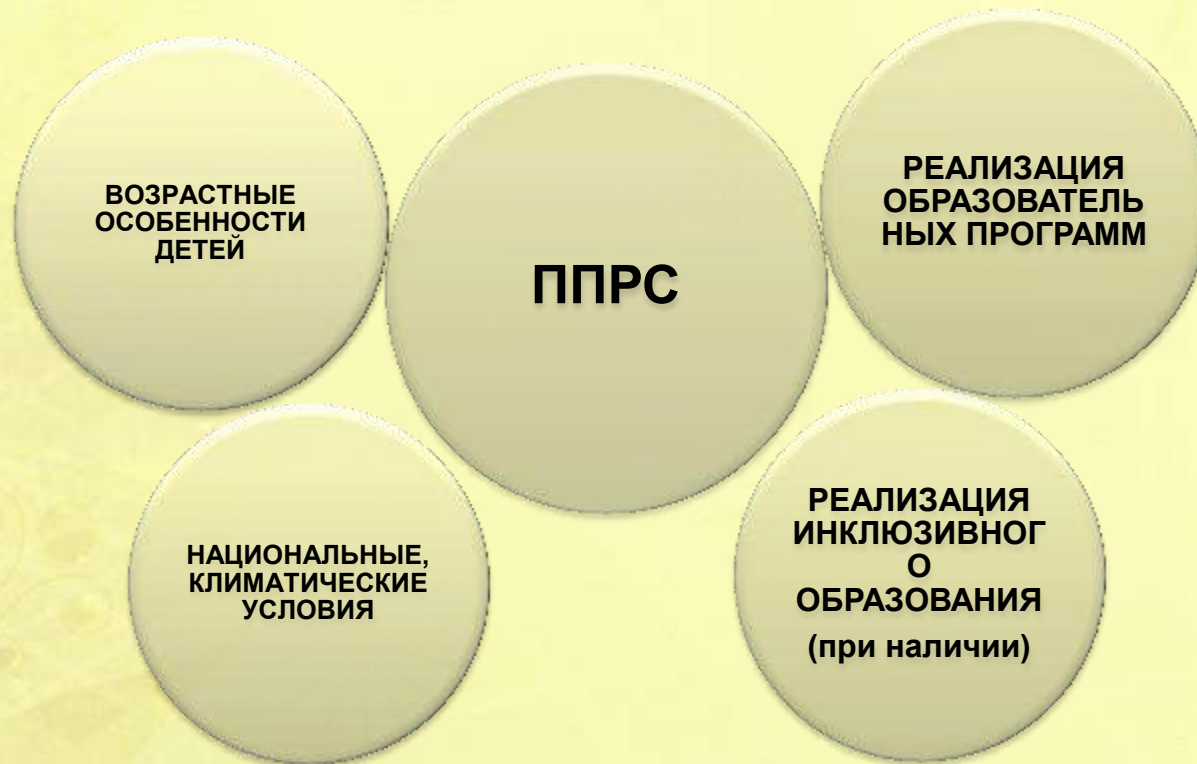 ВОЗРАСТНЫЕ
ОСОБЕННОСТИ
ДЕТЕЙ
ППРС
РЕАЛИЗАЦИЯ
ОБРАЗОВАТЕЛЬ
НЫХ ПРОГРАММ
НАЦИОНАЛЬНЫЕ,
КЛИМАТИЧЕСКИЕ
УСЛОВИЯ
РЕАЛИЗАЦИЯ
ИНКЛЮЗИВНОГ
О
ОБРАЗОВАНИЯ
(при наличии)